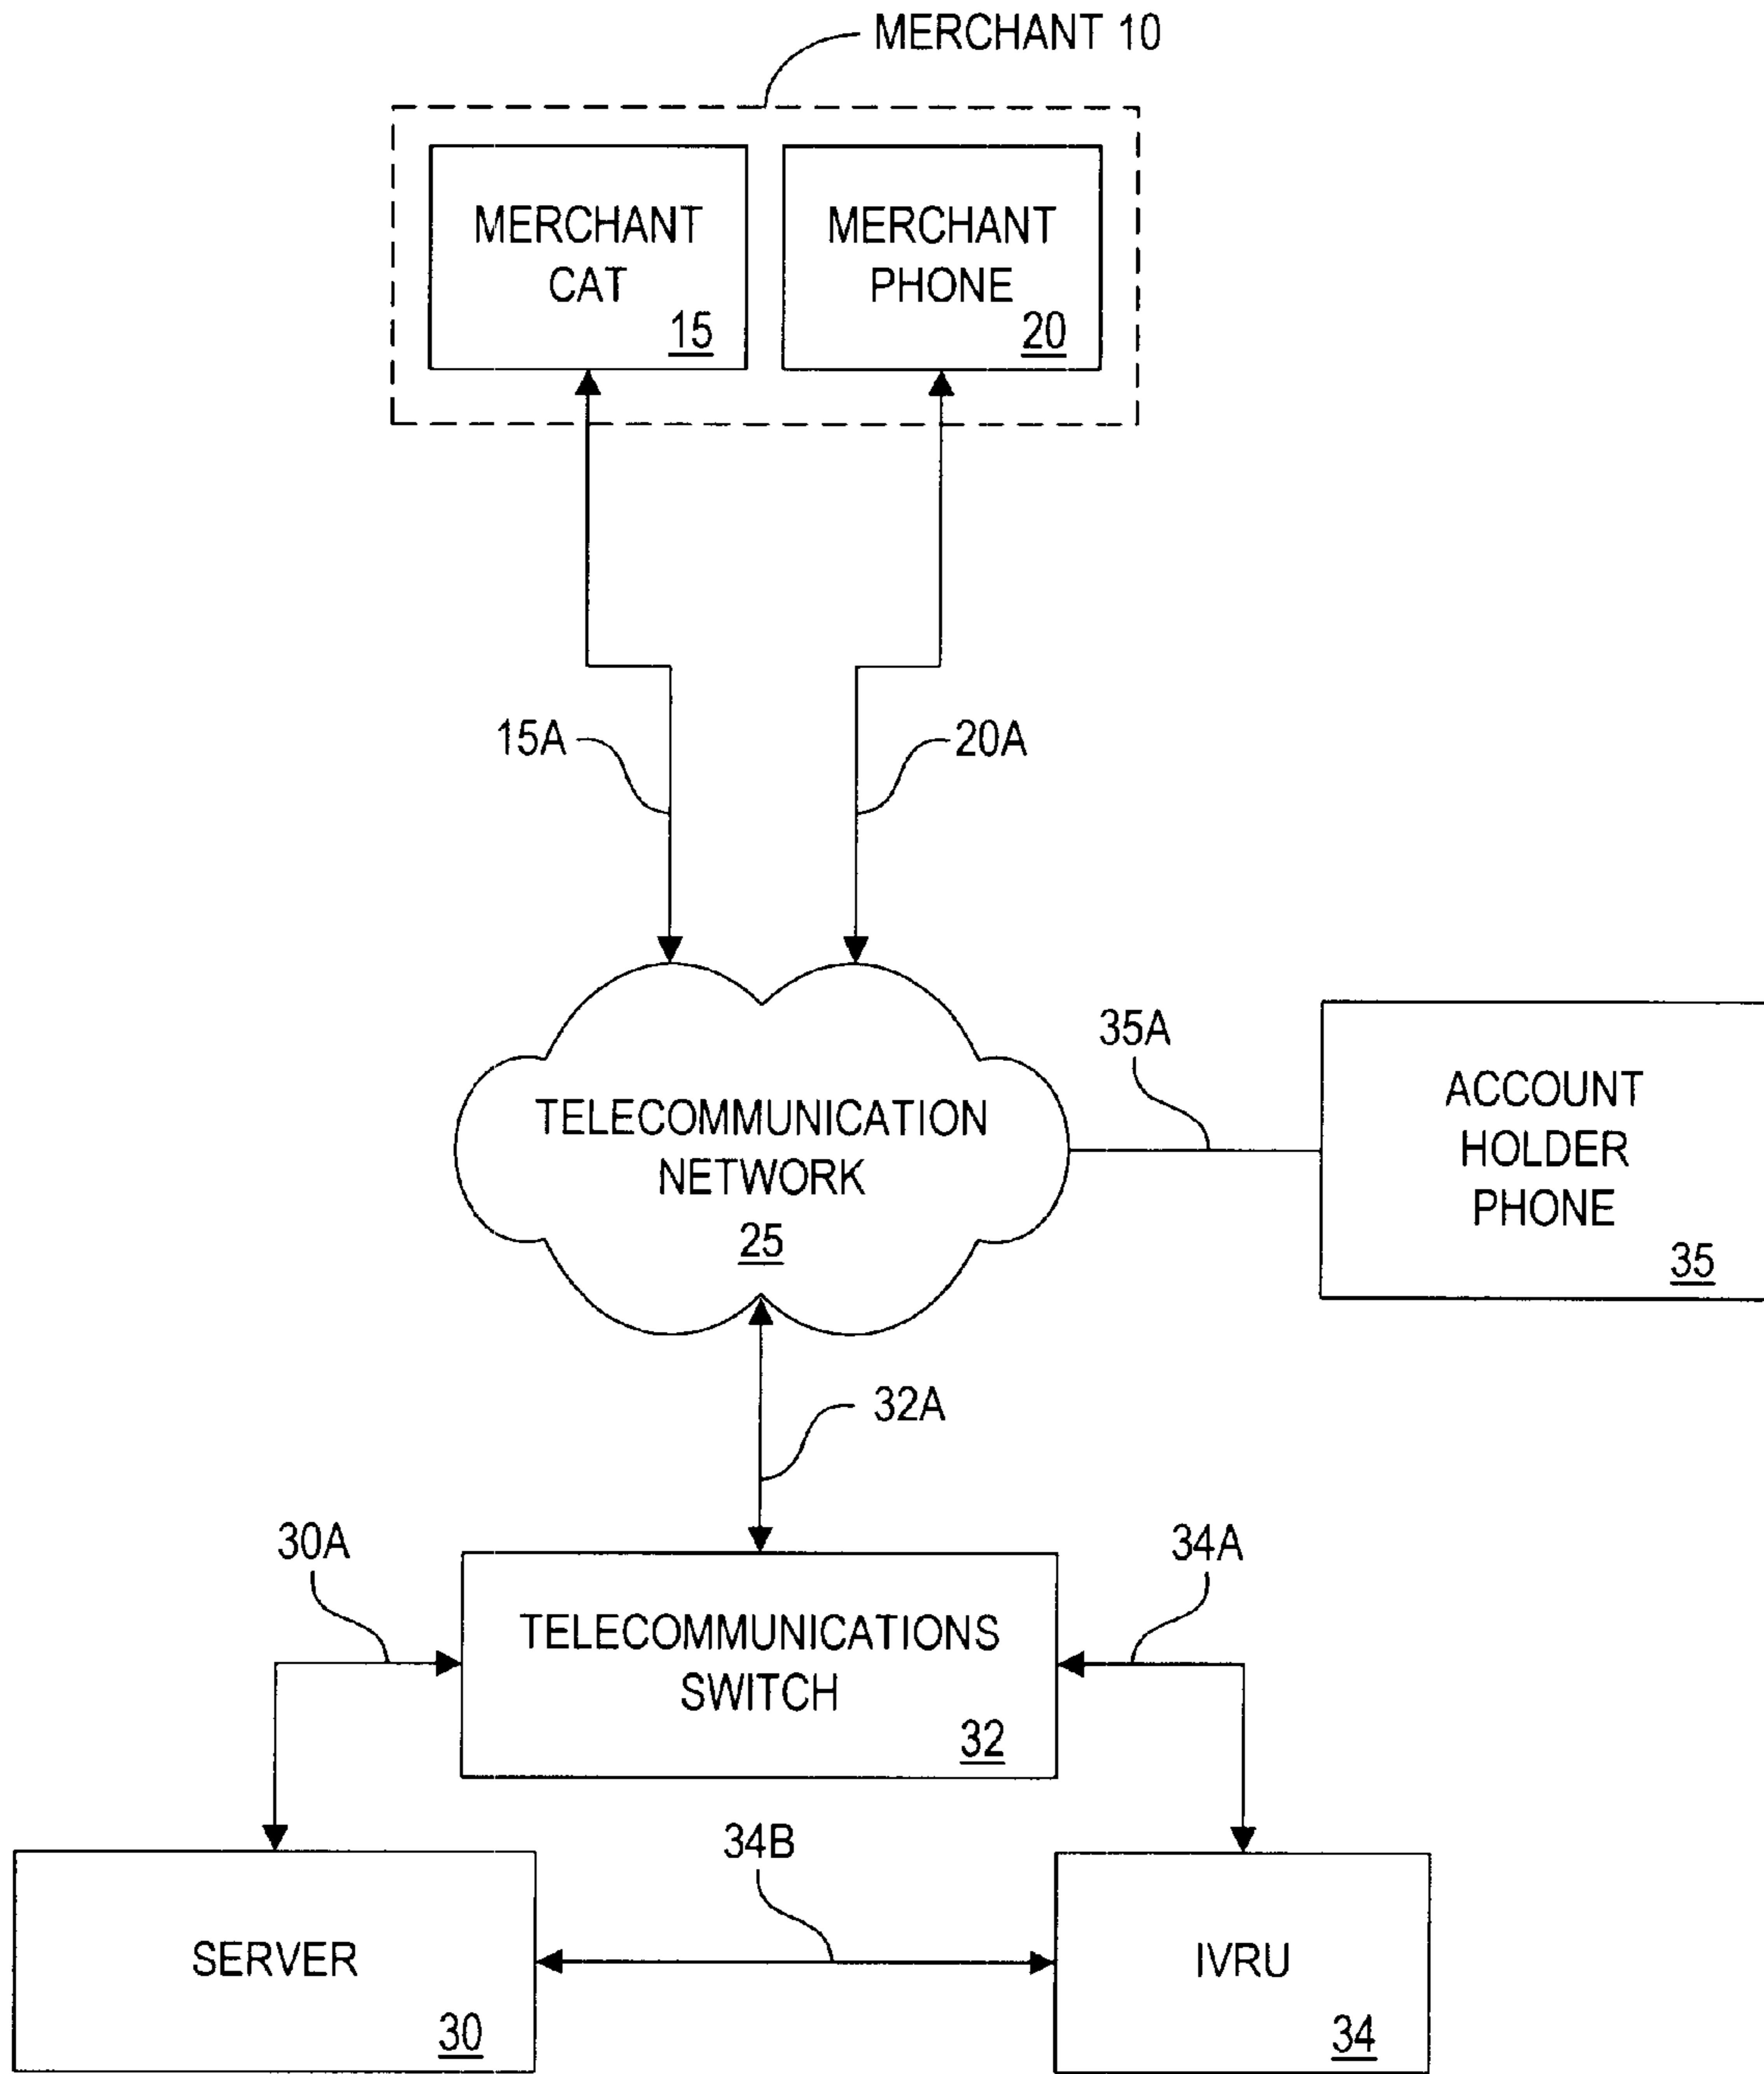 MERCHANT 10
MERCHANT
CAT
15
MERCHANT
PHONE
20
15A
20A
TELECOMMUNICATION
NETWORK
25
35A
ACCOUNT
HOLDER
PHONE
35
32A
30A
34A
TELECOMMUNICATIONS
SWITCH
32
34B
SERVER
30
IVRU
34